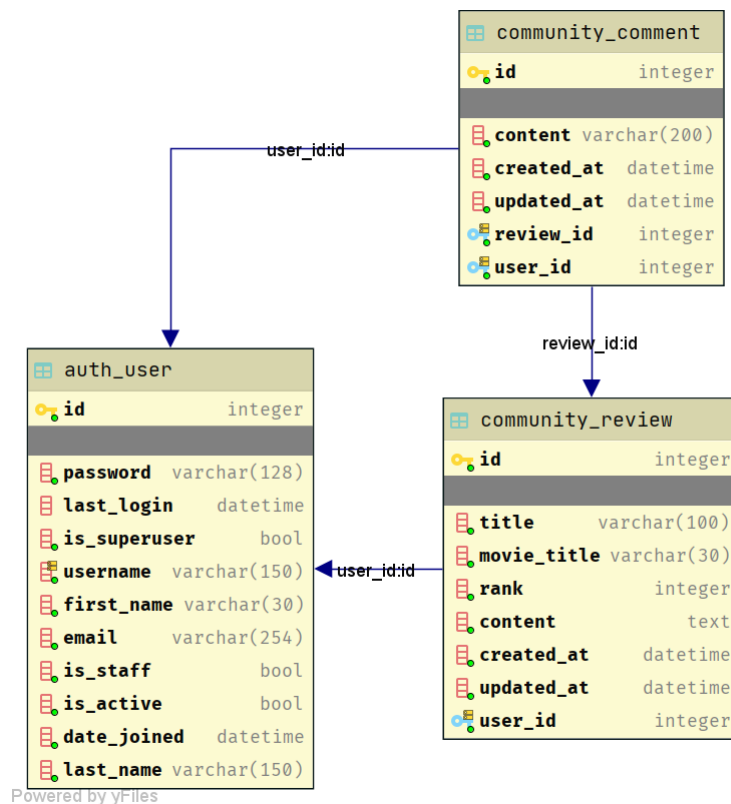 community_comment
id integer
content varchar(200)
created_at datetime
updated_at datetime
review_id integer
user_id integer
user_id:id
review_id:id
auth_user
id integer
password varchar(128)
last_login datetime
is_superuser bool
username varchar(150)
first_name varchar(30)
email varchar(254)
is_staff bool
is_active bool
date_joined datetime
last_name varchar(150)
user_id:id
community_review
id integer
title varchar(100)
movie_title varchar(30)
rank integer
content text
created_at datetime
updated_at datetime
user_id integer
Powered by yFiles